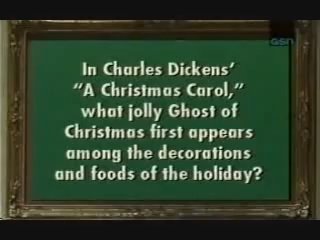 GSN
In Charles Dickens'
"A Christmas Carol,"
what jolly Ghost of
Christmas first appears
among the decorations
and foods of the holiday?